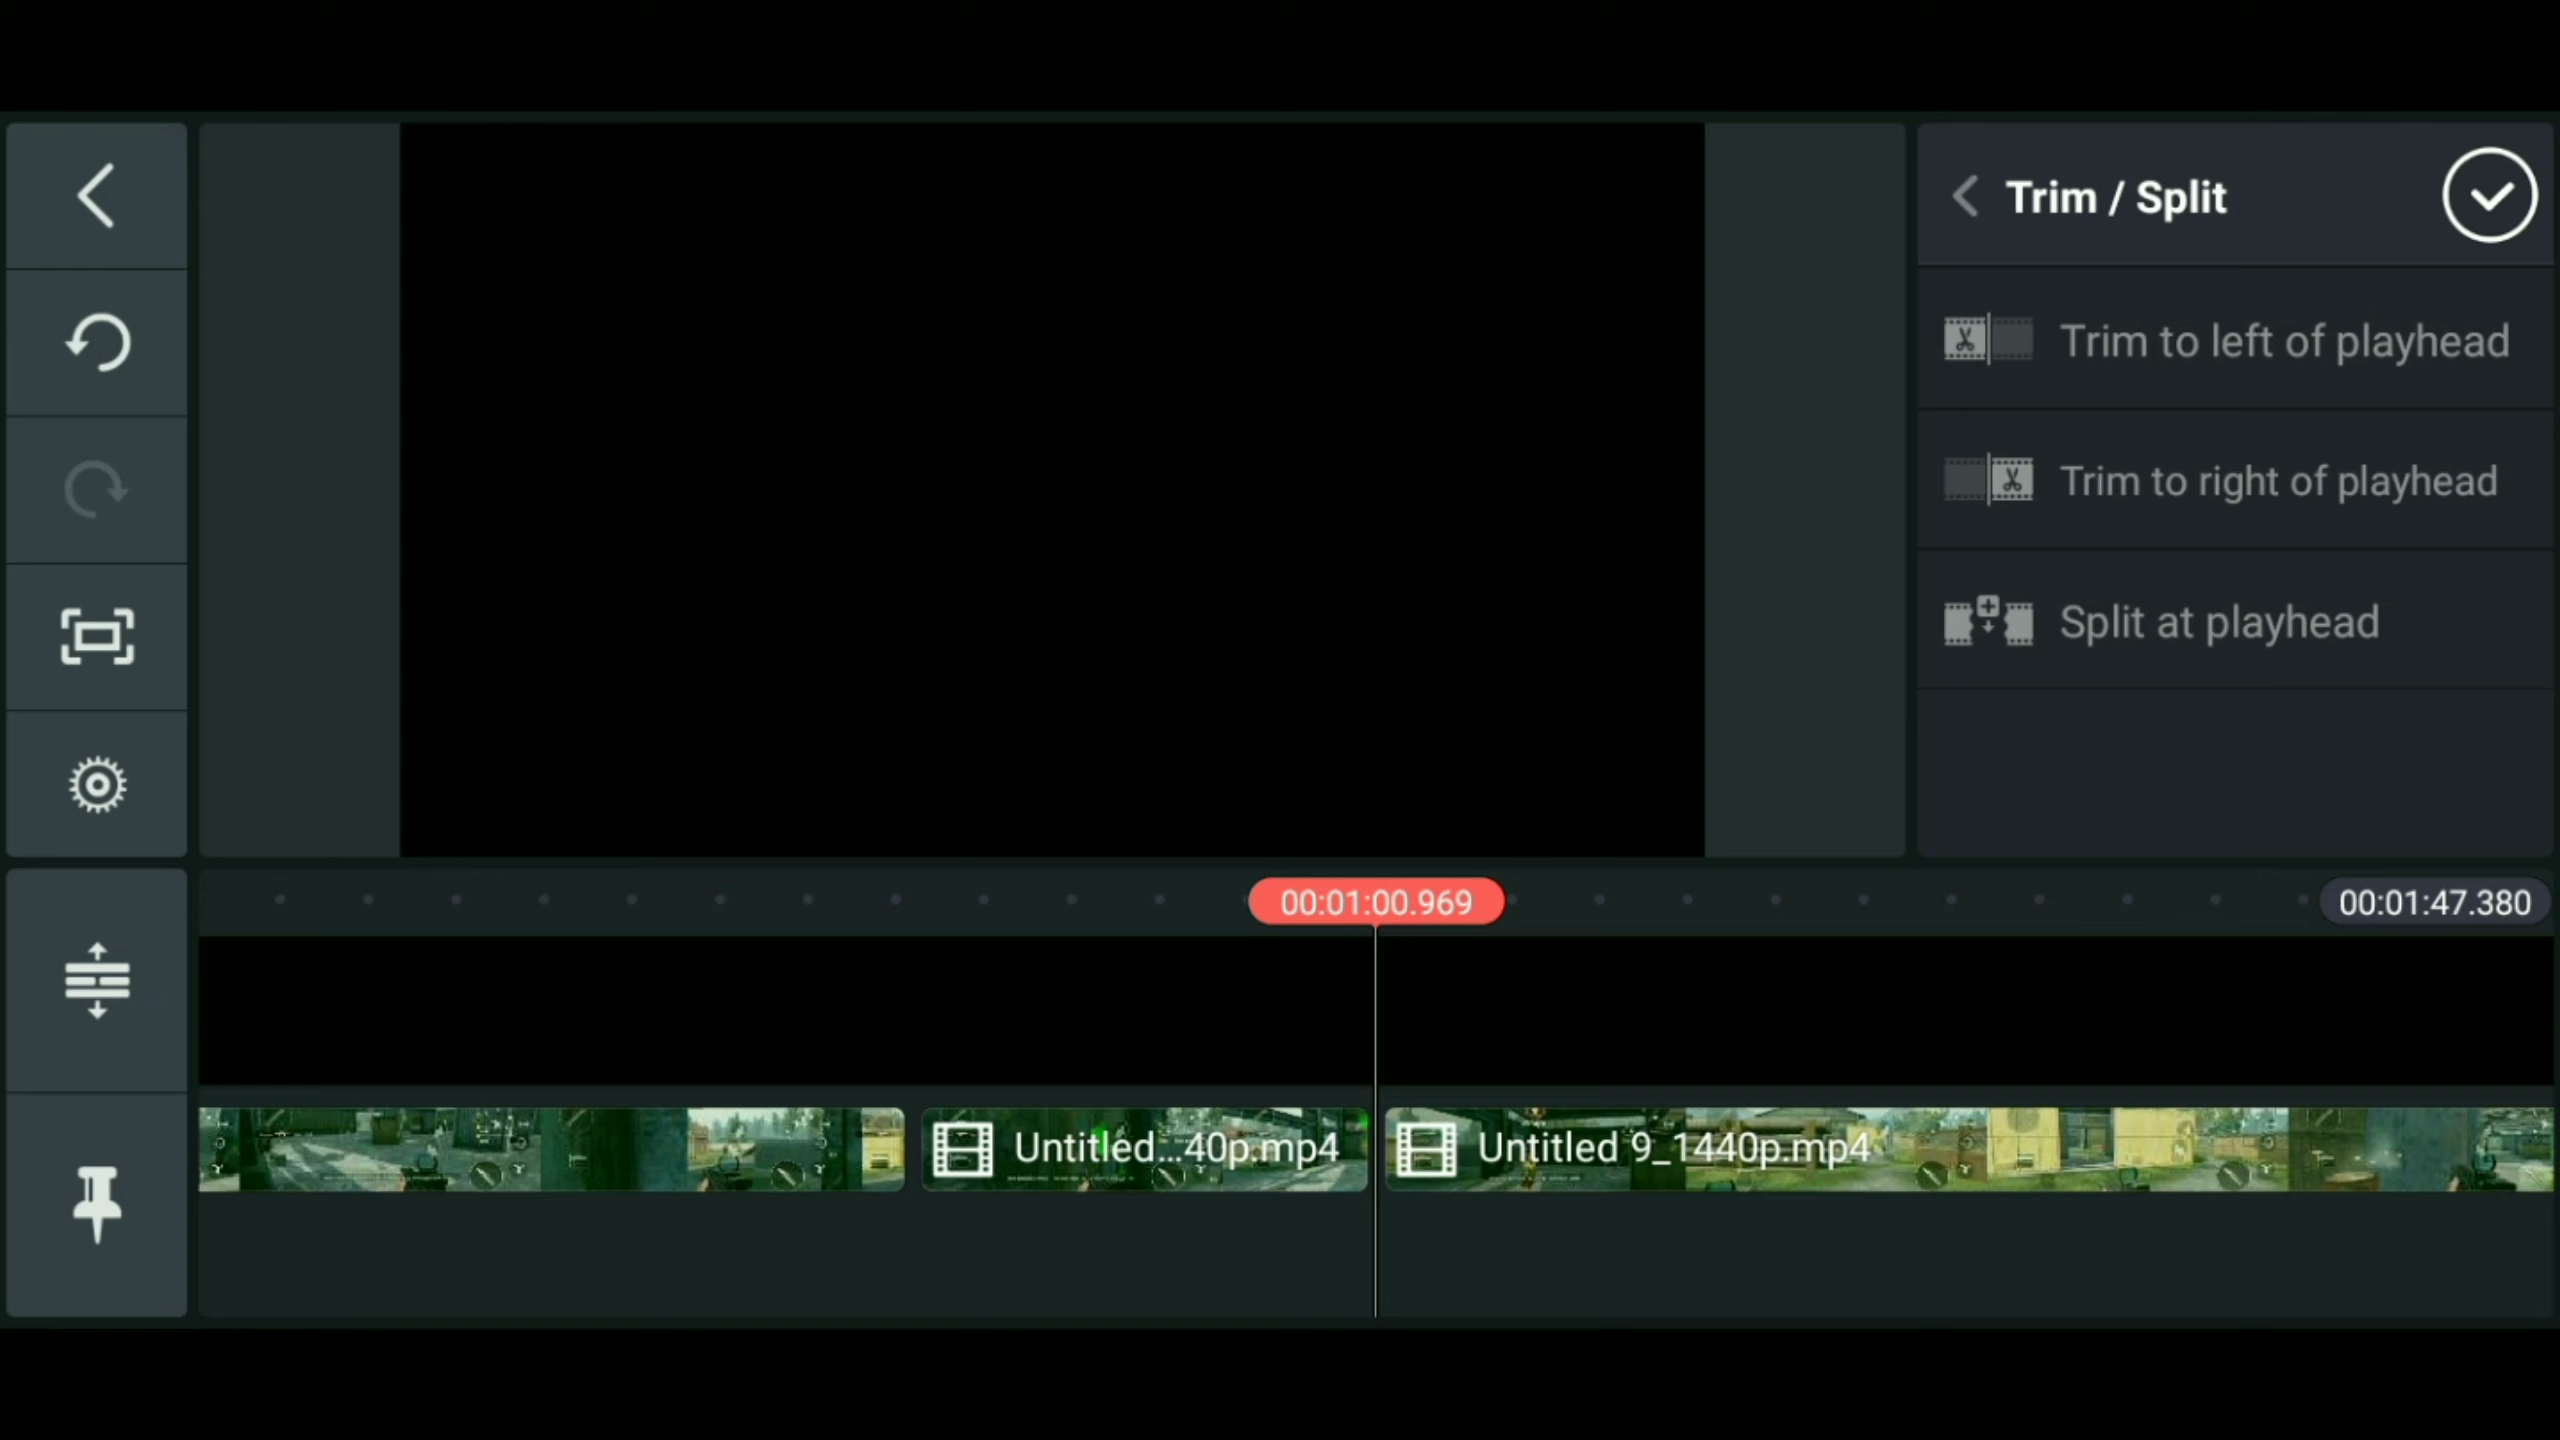 Trim / Split
Trim to left of playhead
Trim to right of playhead
Split at playhead
00:01:00.969
00:01:47.380
Untitled...40p.mp4
Untitled 9_1440p.mp4